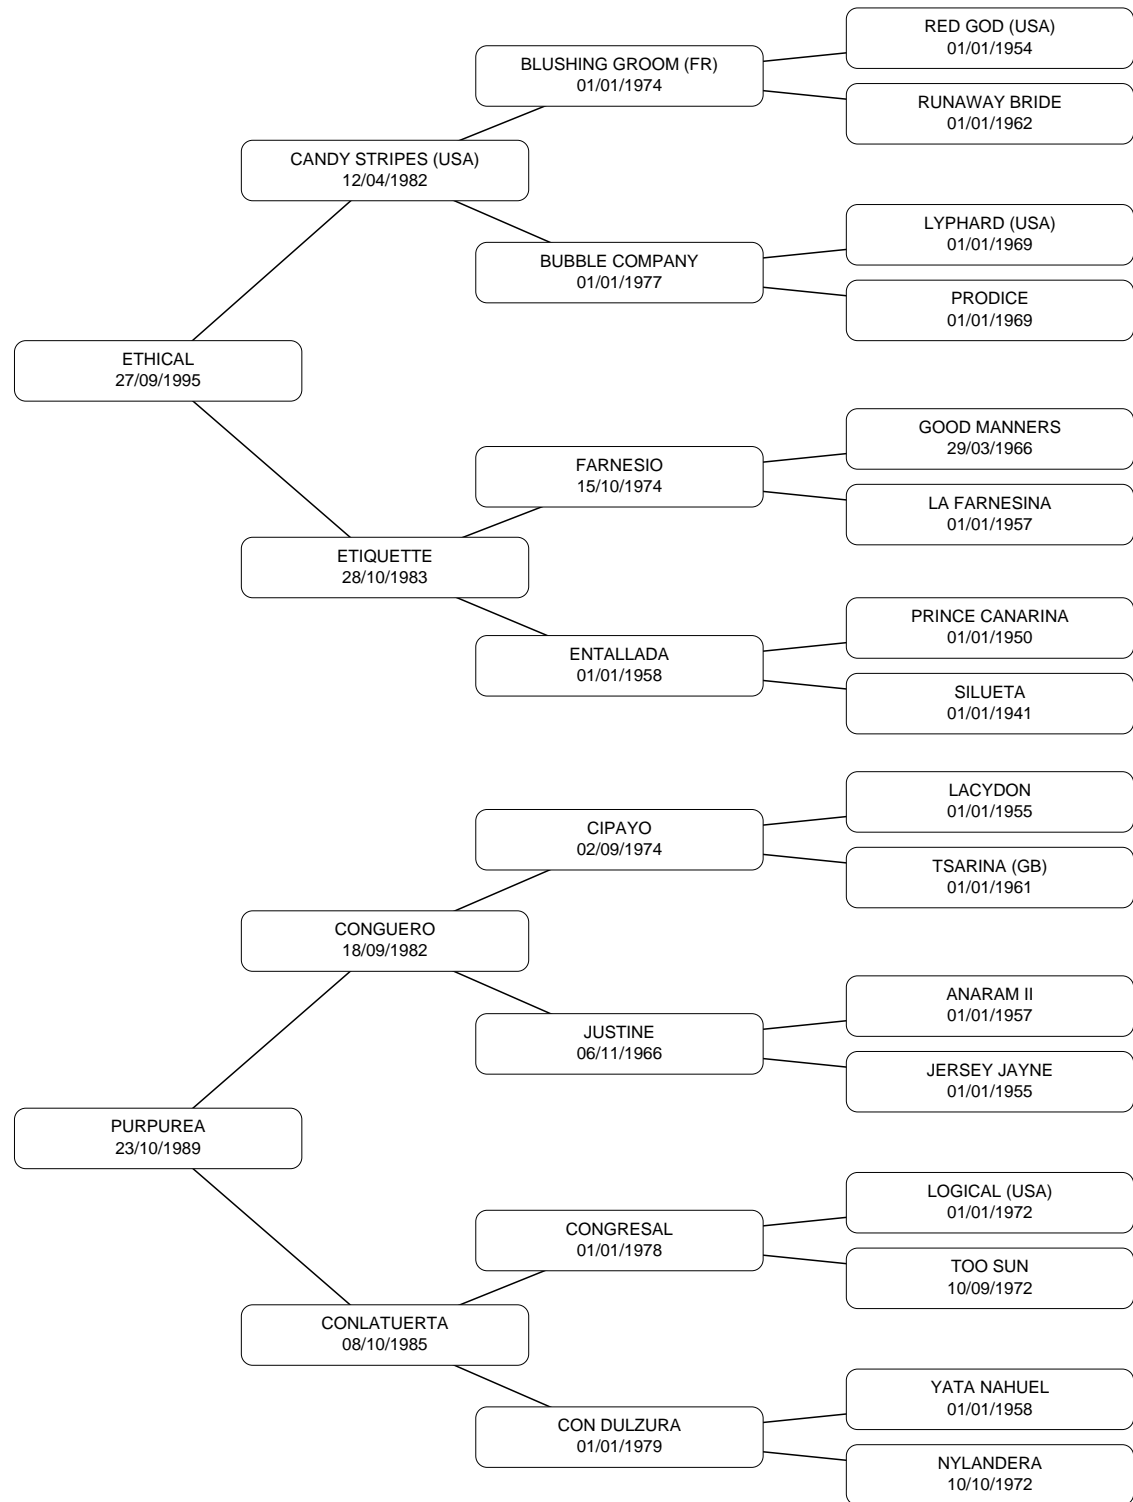 RED GOD (USA)
01/01/1954
BLUSHING GROOM (FR)
01/01/1974
RUNAWAY BRIDE
01/01/1962
CANDY STRIPES (USA)
12/04/1982
LYPHARD (USA)
01/01/1969
BUBBLE COMPANY
01/01/1977
PRODICE
01/01/1969
ETHICAL
27/09/1995
GOOD MANNERS
29/03/1966
FARNESIO
15/10/1974
LA FARNESINA
01/01/1957
ETIQUETTE
28/10/1983
PRINCE CANARINA
01/01/1950
ENTALLADA
01/01/1958
SILUETA
01/01/1941
LACYDON
01/01/1955
CIPAYO
02/09/1974
TSARINA (GB)
01/01/1961
CONGUERO
18/09/1982
ANARAM II
01/01/1957
JUSTINE
06/11/1966
JERSEY JAYNE
01/01/1955
PURPUREA
23/10/1989
LOGICAL (USA)
01/01/1972
CONGRESAL
01/01/1978
TOO SUN
10/09/1972
CONLATUERTA
08/10/1985
YATA NAHUEL
01/01/1958
CON DULZURA
01/01/1979
NYLANDERA
10/10/1972